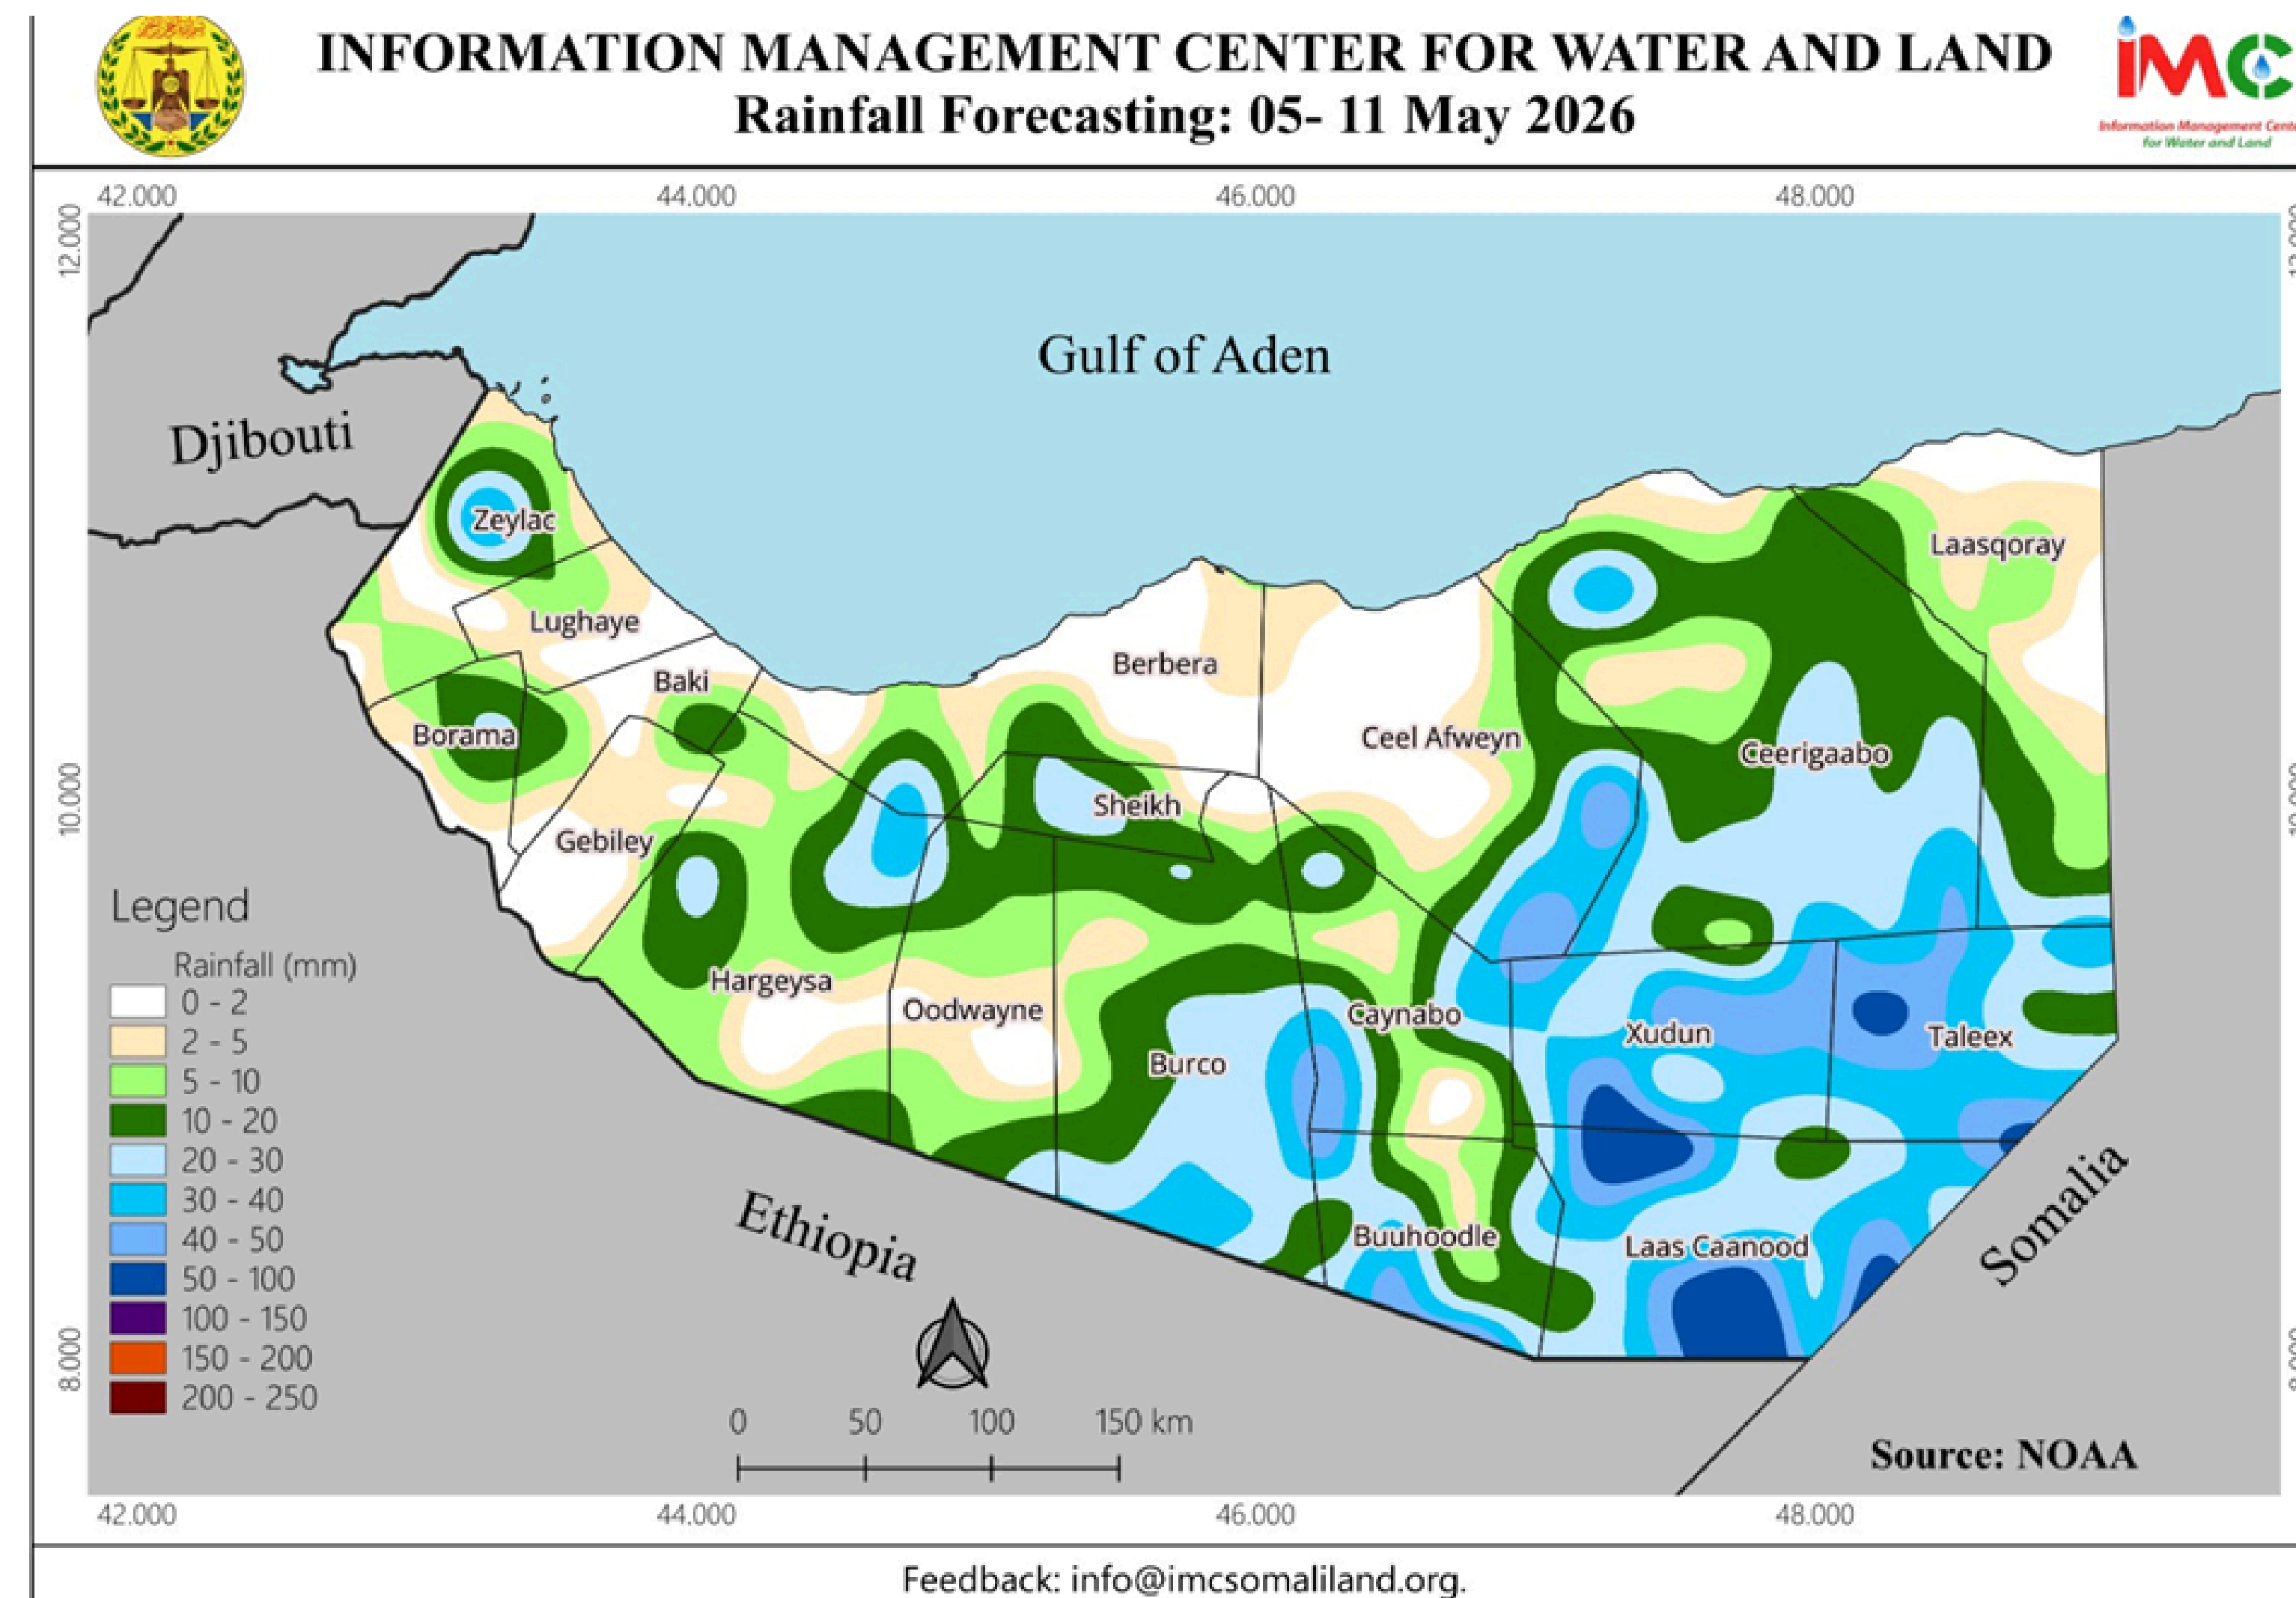 INFORMATION MANAGEMENT CENTER FOR WATER AND LAND
Rainfall Forecasting: 05- 11 May 2026
iMC
Information Management Cent
for Water and Land
42.000 44.000 46.000 48.000
12.000
Gulf of Aden
Djibouti
Zeylac
Laasqoray
Lughaye
Berbera
Baki
Borama
Ceel Afweyn
Ceerigaabo
10.000
Sheikh
Gebiley
Hargeysa
Oodwayne
Caynabo
Xudun
Taleex
Burco
Buuhoodle
Laas Caanood
Ethiopia
Somalia
Legend
Rainfall (mm)
0 - 2
2 - 5
5 - 10
10 - 20
20 - 30
30 - 40
40 - 50
50 - 100
100 - 150
150 - 200
200 - 250
8.000
0 50 100 150 km
Source: NOAA
42.000 44.000 46.000 48.000
Feedback: info@imcsomaliland.org.